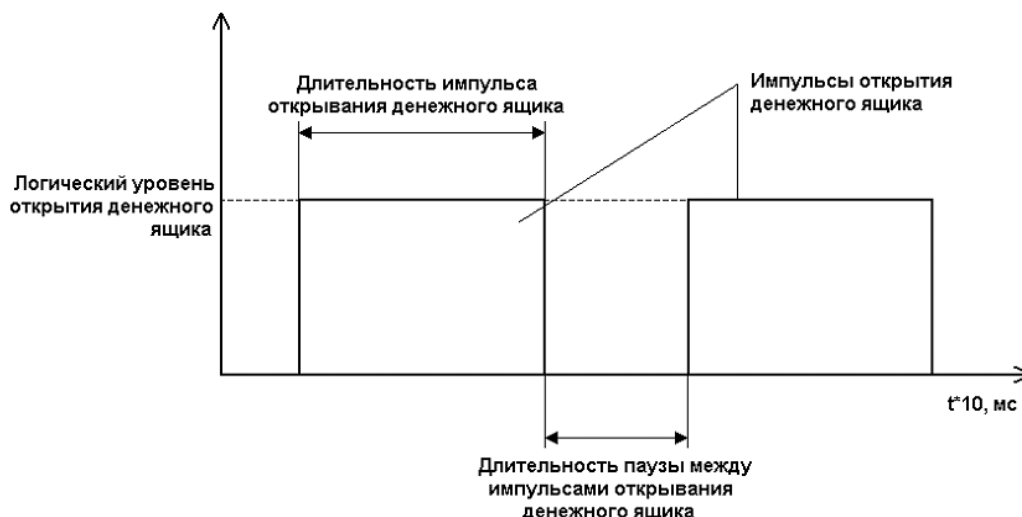 Длительность импульса
открывания денежного ящика
Импульсы открытия
денежного ящика
Логический уровень
открытия денежного
ящика
t*10, мс
Длительность паузы между
импульсами открывания
денежного ящика